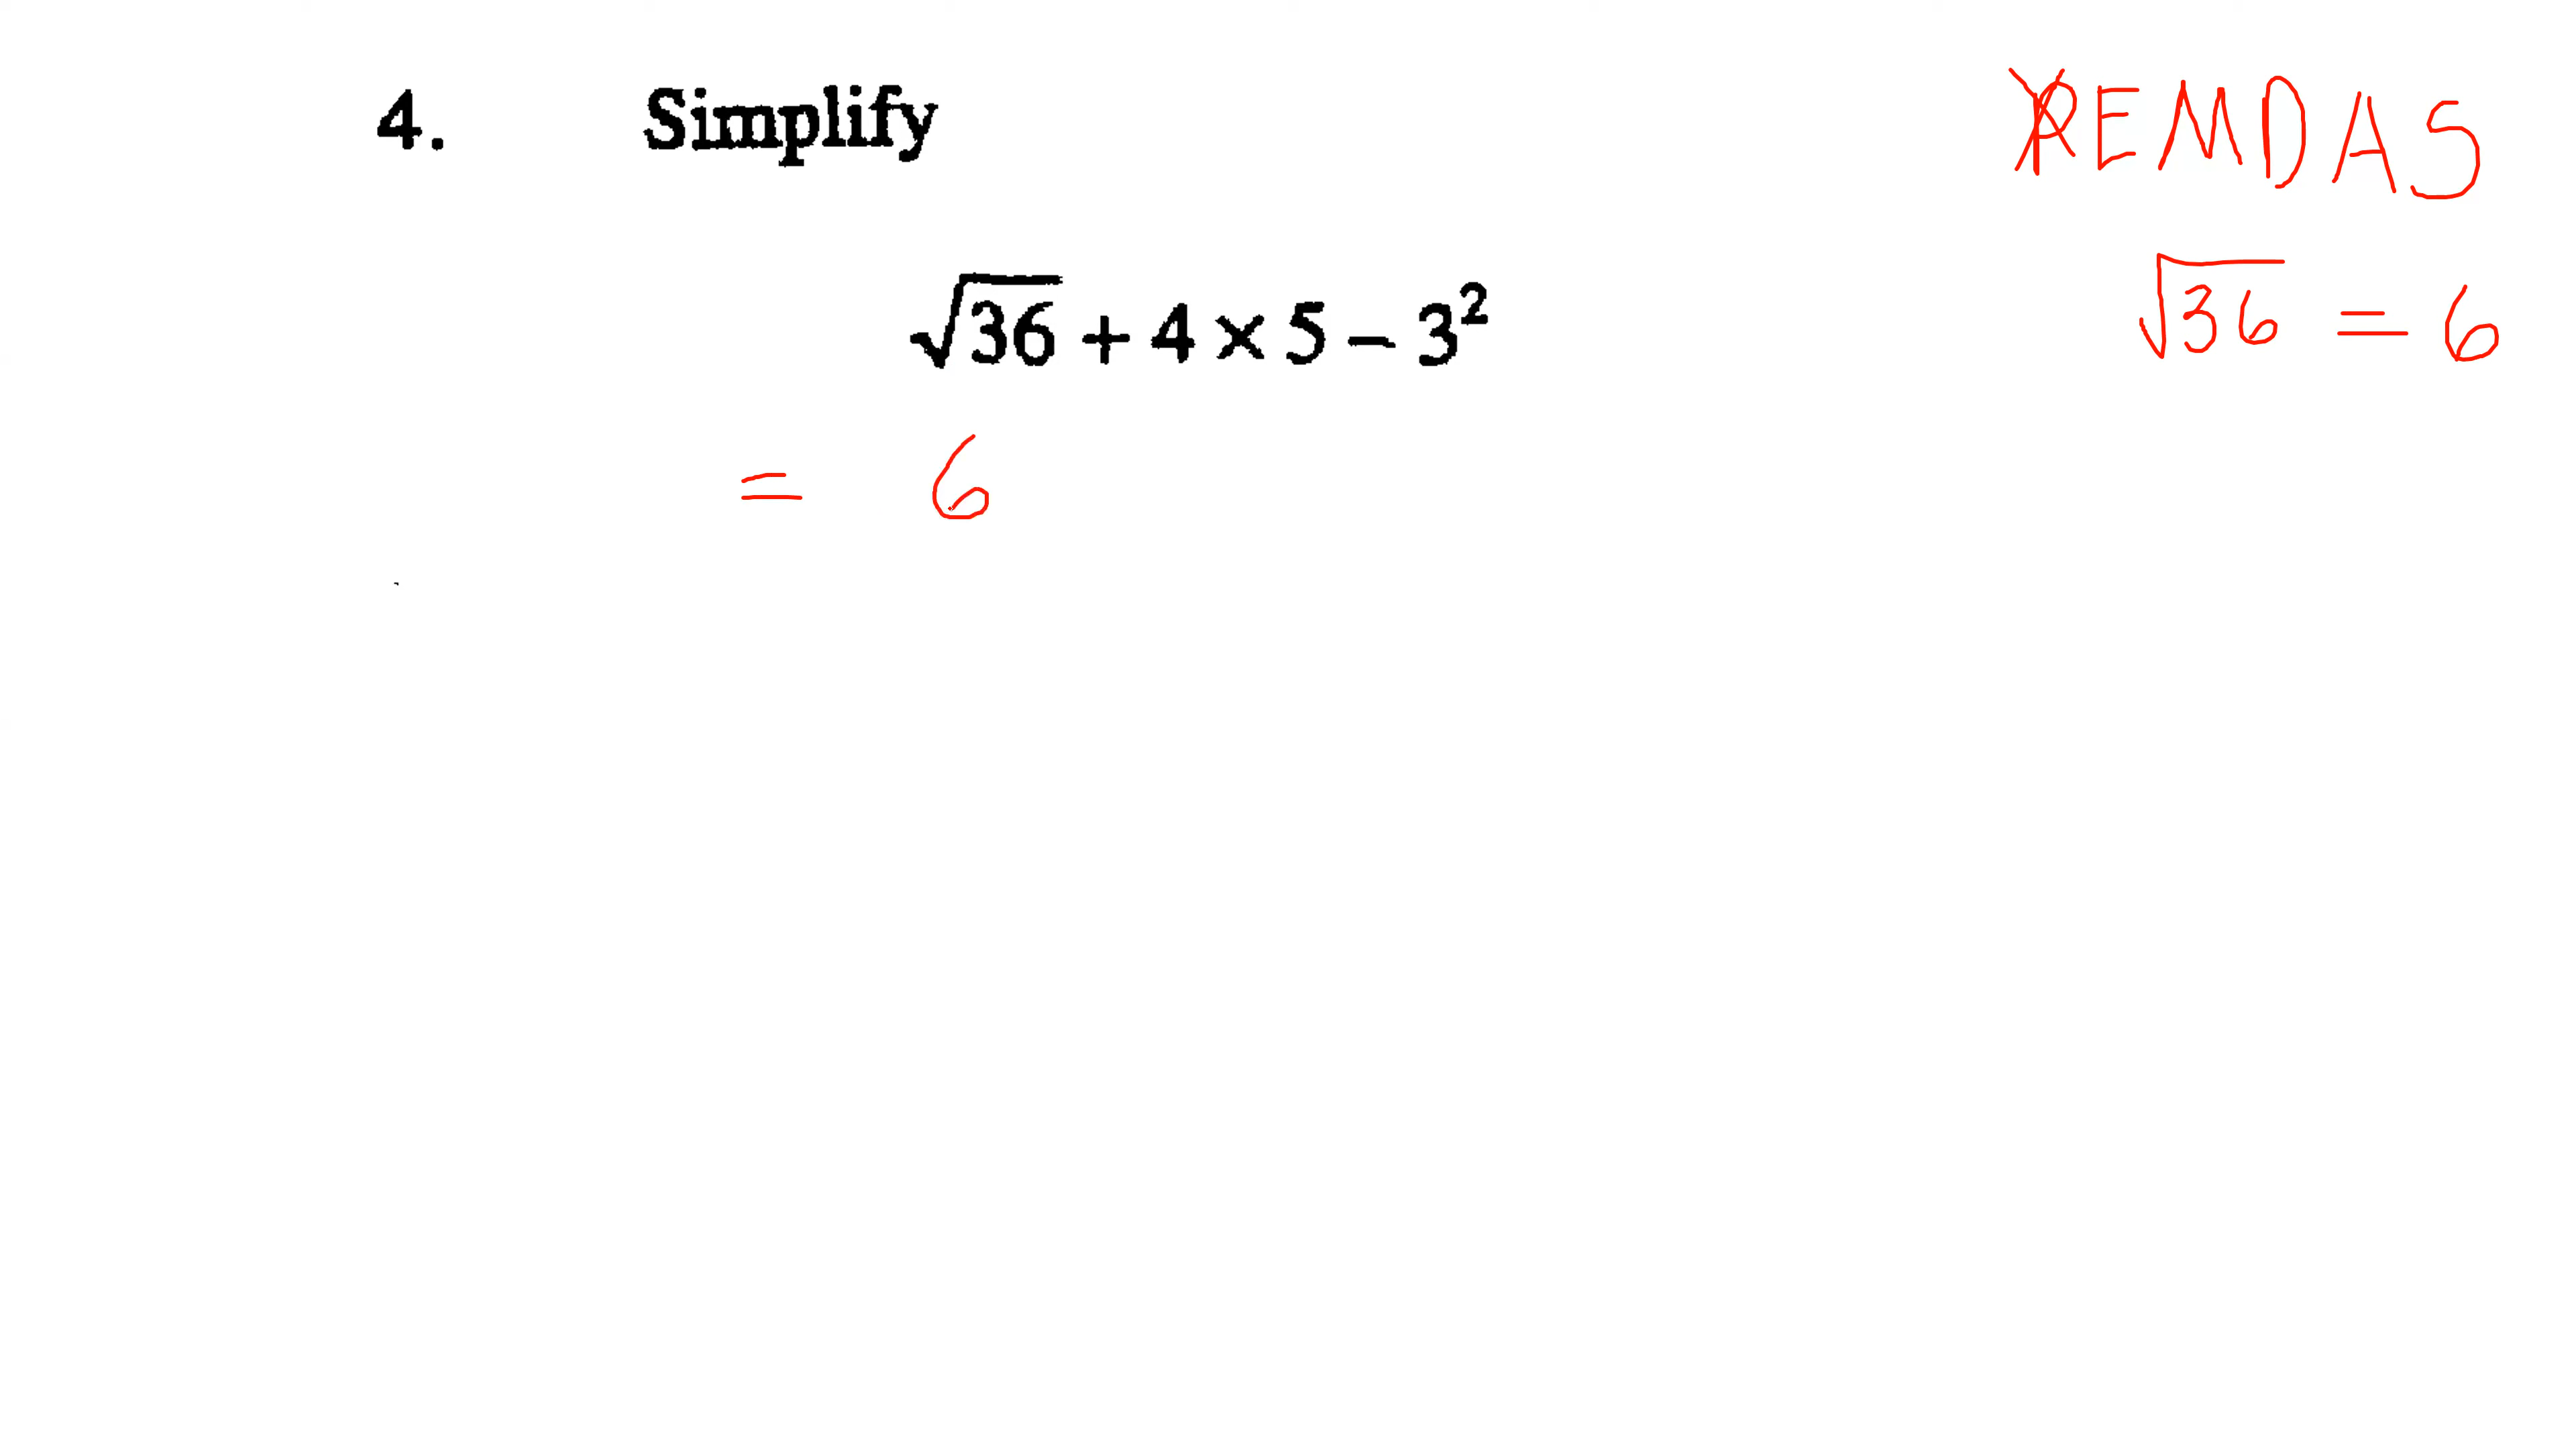 4. Simplify
PEMDAS
√36 + 4 × 5 – 3²
√36 = 6
= 6